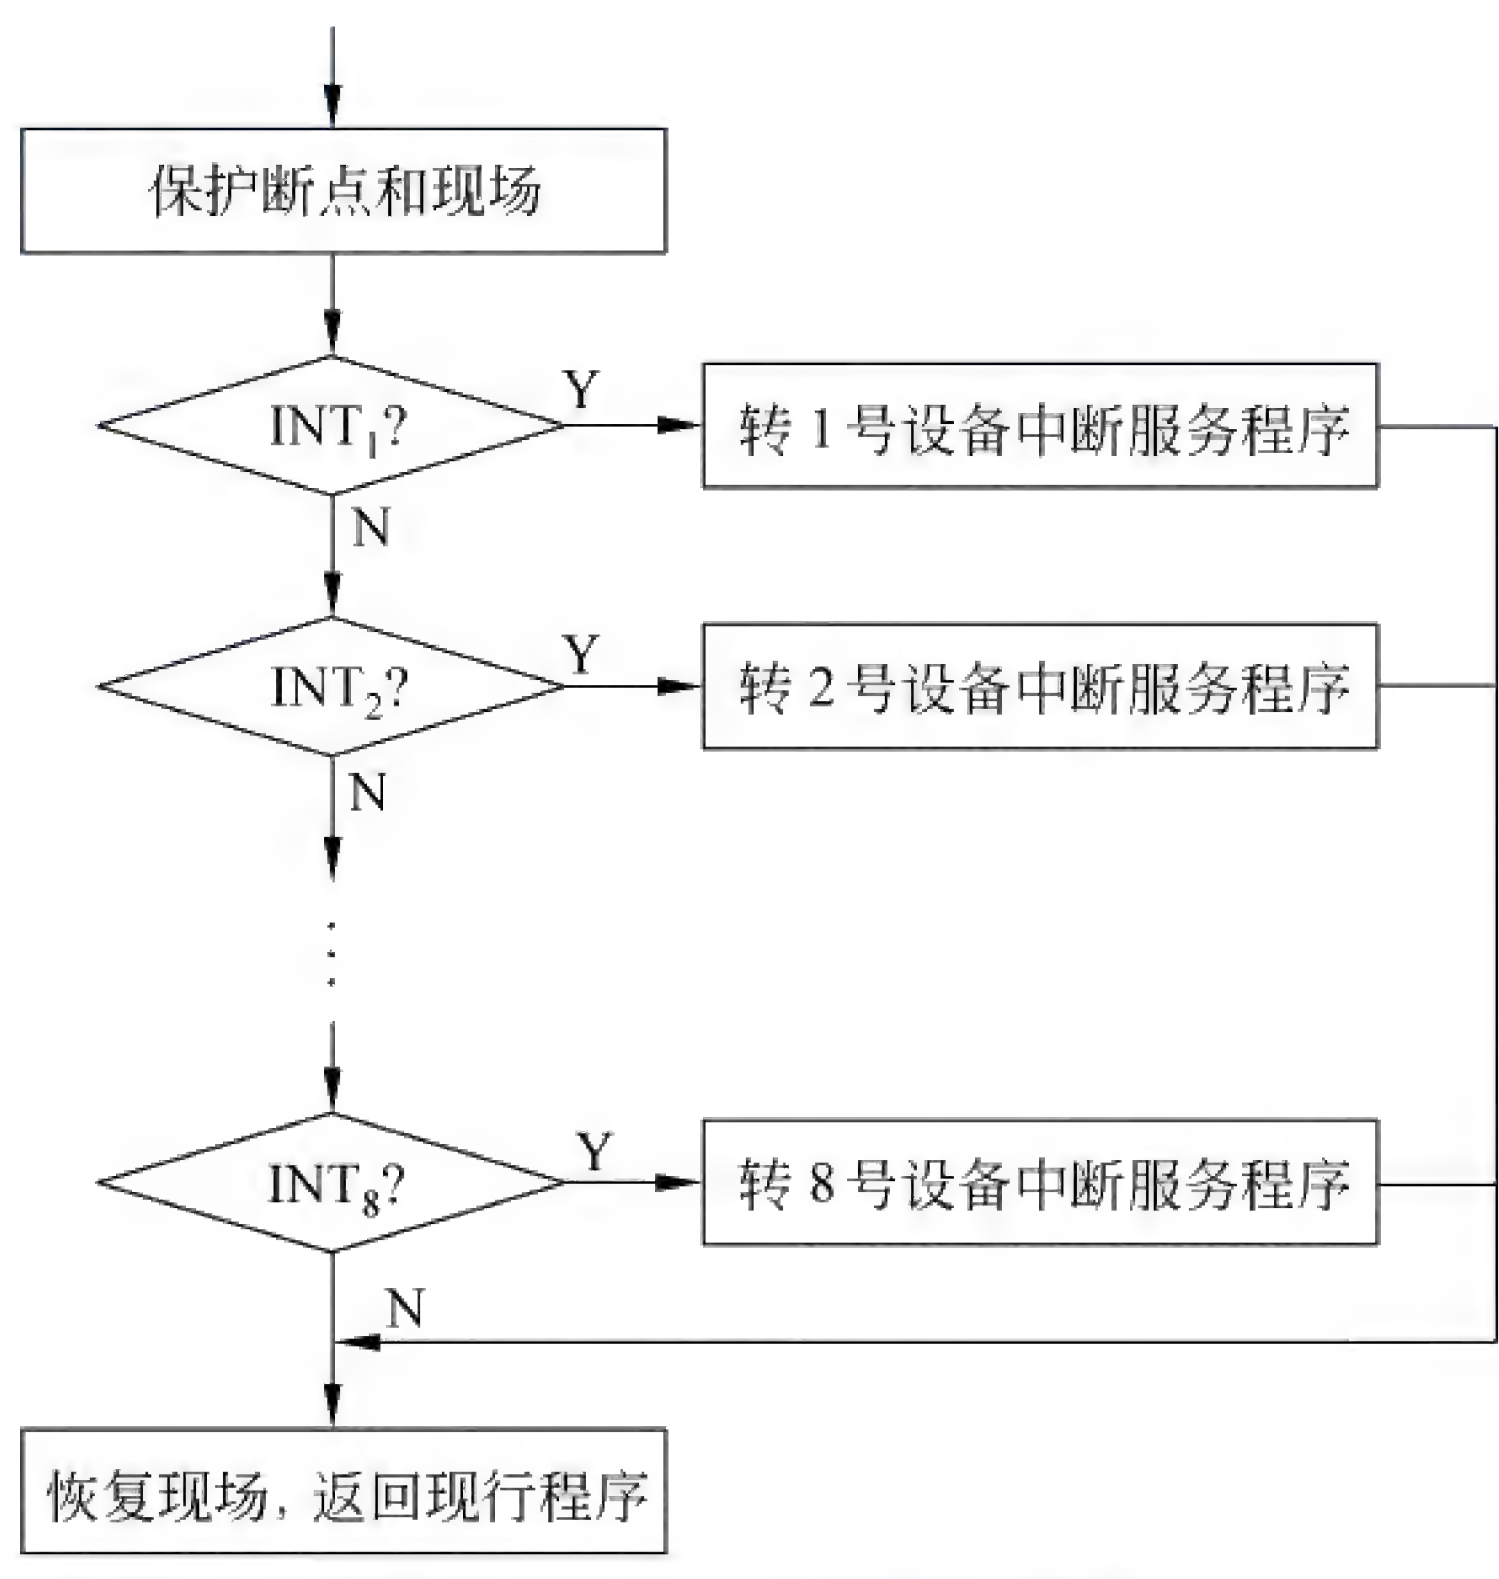 保护断点和现场
INT₁?
Y
转1号设备中断服务程序
N
INT₂?
Y
转2号设备中断服务程序
N
INT₈?
Y
转8号设备中断服务程序
N
恢复现场，返回现行程序